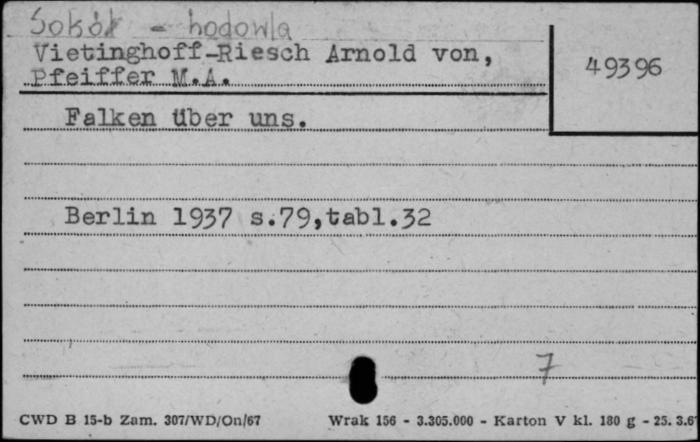 Sokół - hodowla
Vietinghoff-Riesch Arnold von,
Pfeiffer M.A.
49396
Falken über uns.
Berlin 1937 s.79,tabl.32
7
CWD B 15-b Zam. 307/WD/On/67 Wrak 156 - 3.305.000 - Karton V kl. 180 g - 25. 3.67